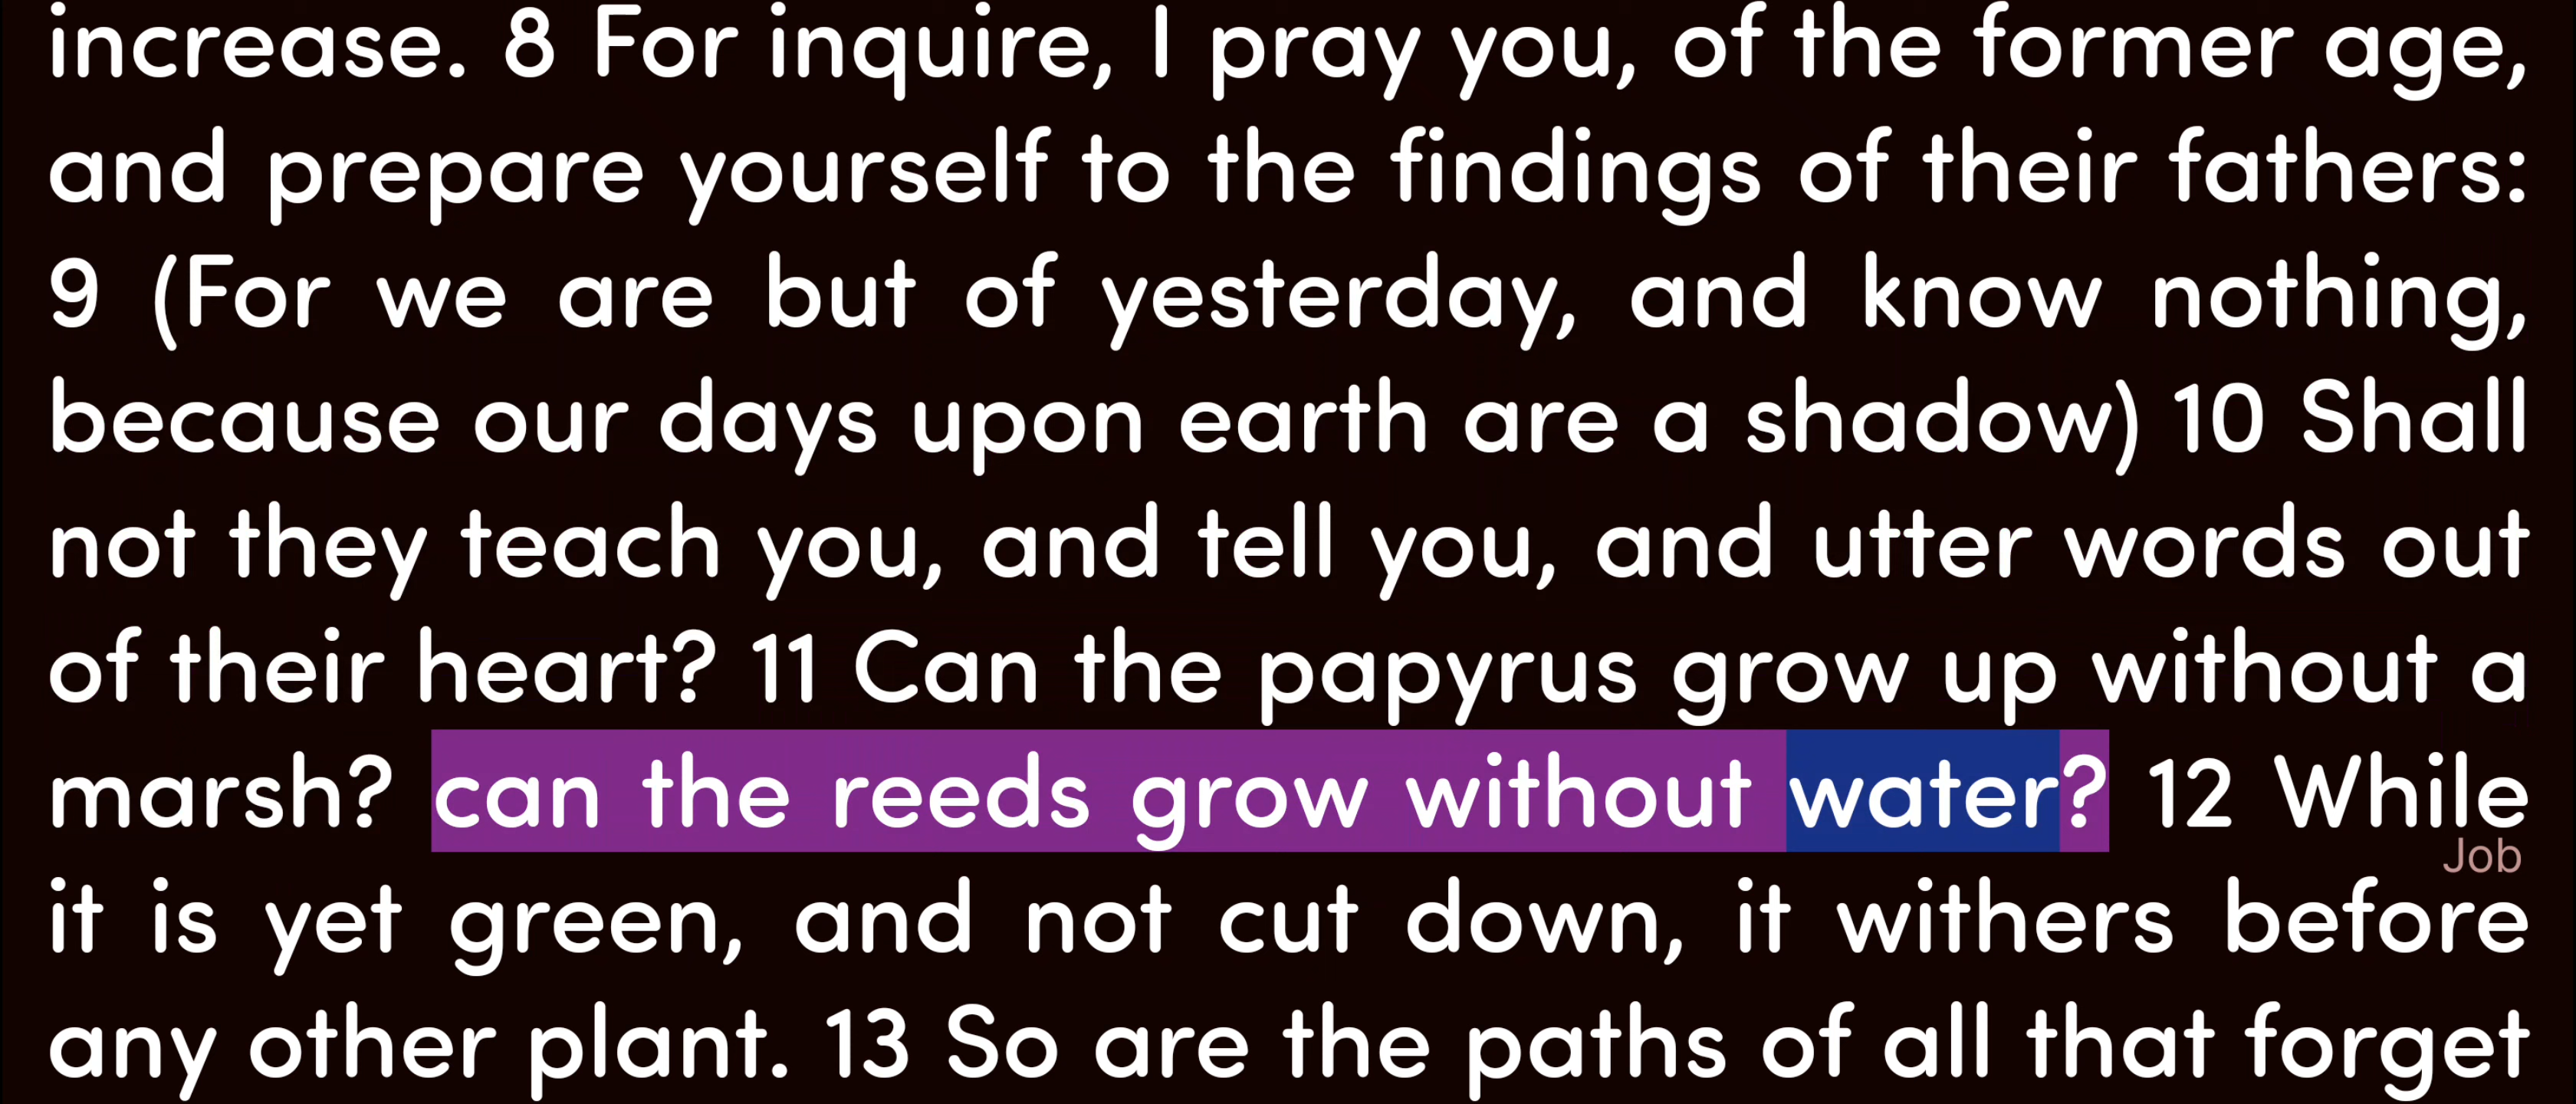 increase. 8 For inquire, I pray you, of the former age,
and prepare yourself to the findings of their fathers:
9 (For we are but of yesterday, and know nothing,
because our days upon earth are a shadow) 10 Shall
not they teach you, and tell you, and utter words out
of their heart? 11 Can the papyrus grow up without a
marsh? can the reeds grow without water? 12 While
Job
it is yet green, and not cut down, it withers before
any other plant. 13 So are the paths of all that forget